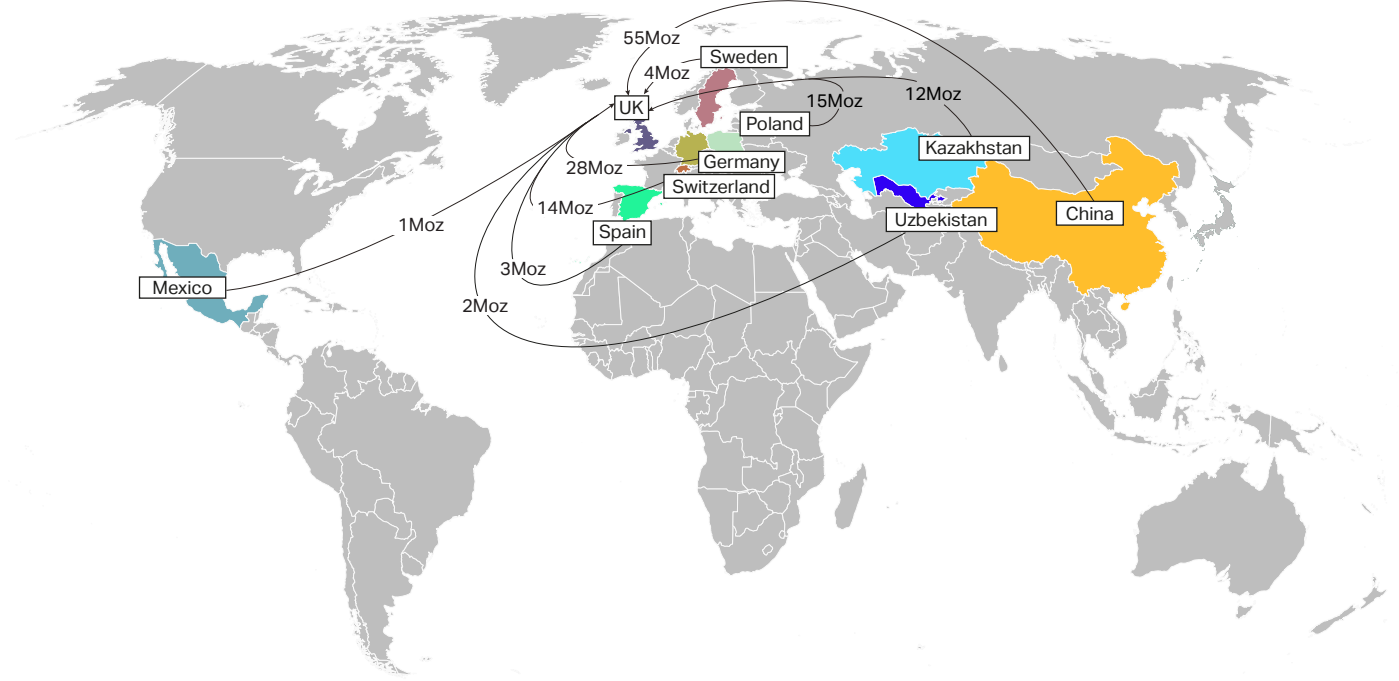 55Moz
Sweden
4Moz
UK
15Moz
12Moz
Poland
Kazakhstan
28Moz
Germany
Switzerland
14Moz
1Moz
Uzbekistan
China
Spain
3Moz
Mexico
2Moz